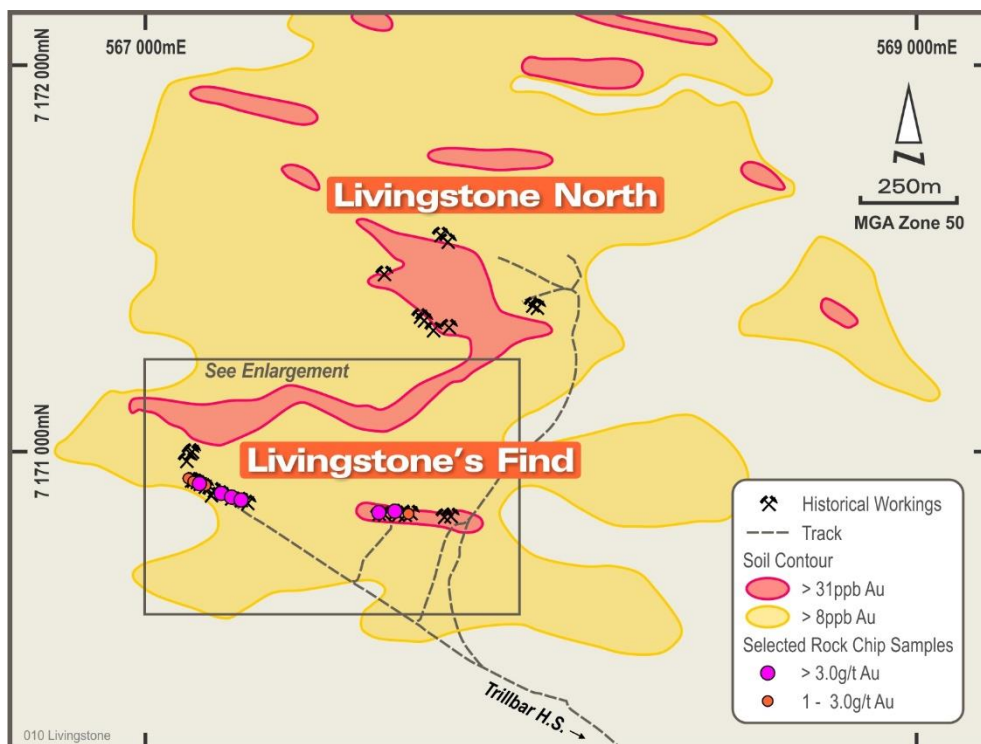 567 000mE
569 000mE
7 172 000mN
N
250m
MGA Zone 50
Livingstone North
See Enlargement
7 171 000mN
Livingstone's Find
Historical Workings
Track
Soil Contour
> 31ppb Au
> 8ppb Au
Selected Rock Chip Samples
> 3.0g/t Au
1 - 3.0g/t Au
Trillbar H.S. →
010 Livingstone